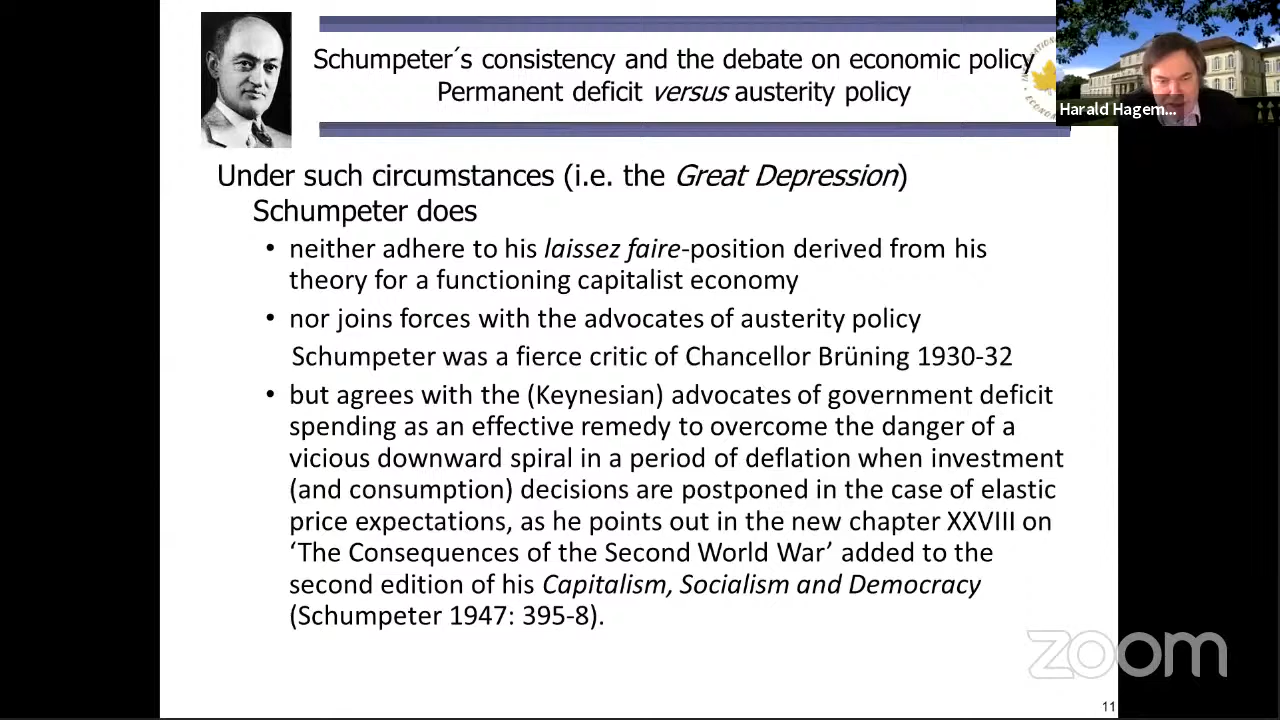 Schumpeter´s consistency and the debate on economic policy
Permanent deficit versus austerity policy
Harald Hagem...
Under such circumstances (i.e. the Great Depression)
Schumpeter does
• neither adhere to his laissez faire-position derived from his
theory for a functioning capitalist economy
• nor joins forces with the advocates of austerity policy
Schumpeter was a fierce critic of Chancellor Brüning 1930-32
• but agrees with the (Keynesian) advocates of government deficit
spending as an effective remedy to overcome the danger of a
vicious downward spiral in a period of deflation when investment
(and consumption) decisions are postponed in the case of elastic
price expectations, as he points out in the new chapter XXVIII on
‘The Consequences of the Second World War’ added to the
second edition of his Capitalism, Socialism and Democracy
(Schumpeter 1947: 395-8).
zoom
11